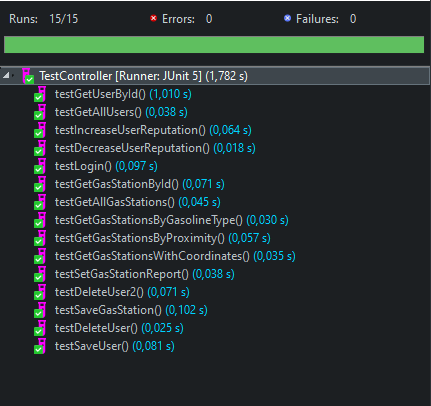 Runs: 15/15 Errors: 0 Failures: 0
TestController [Runner: JUnit 5] (1,782 s)
testGetUserById() (1,010 s)
testGetAllUsers() (0,038 s)
testIncreaseUserReputation() (0,064 s)
testDecreaseUserReputation() (0,018 s)
testLogin() (0,097 s)
testGetGasStationById() (0,071 s)
testGetAllGasStations() (0,045 s)
testGetGasStationsByGasolineType() (0,030 s)
testGetGasStationsByProximity() (0,057 s)
testGetGasStationsWithCoordinates() (0,035 s)
testSetGasStationReport() (0,038 s)
testDeleteUser2() (0,071 s)
testSaveGasStation() (0,102 s)
testDeleteUser() (0,025 s)
testSaveUser() (0,081 s)